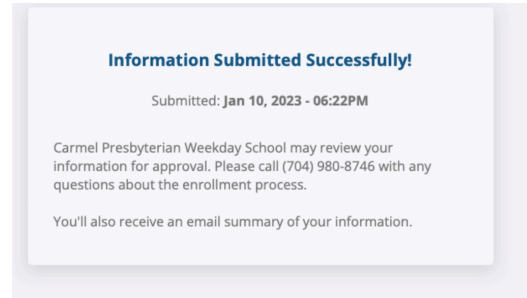 Information Submitted Successfully!
Submitted: Jan 10, 2023 - 06:22PM
Carmel Presbyterian Weekday School may review your
information for approval. Please call (704) 980-8746 with any
questions about the enrollment process.
You'll also receive an email summary of your information.